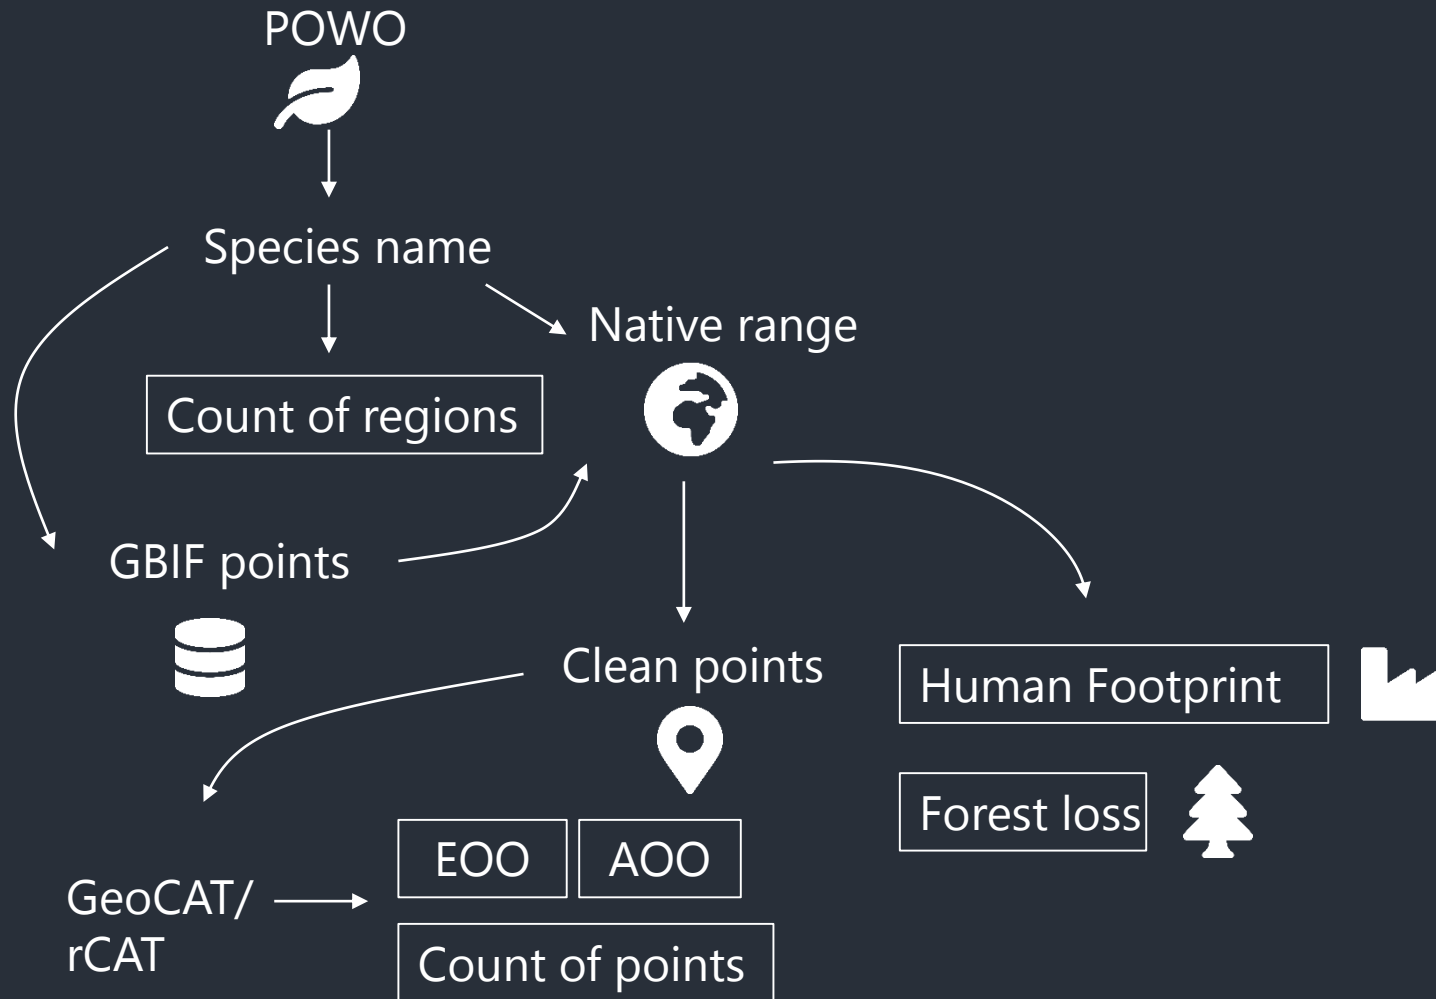 POWO
Species name
Native range
Count of regions
GBIF points
Clean points
Human Footprint
Forest loss
EOO
AOO
GeoCAT/
rCAT
Count of points